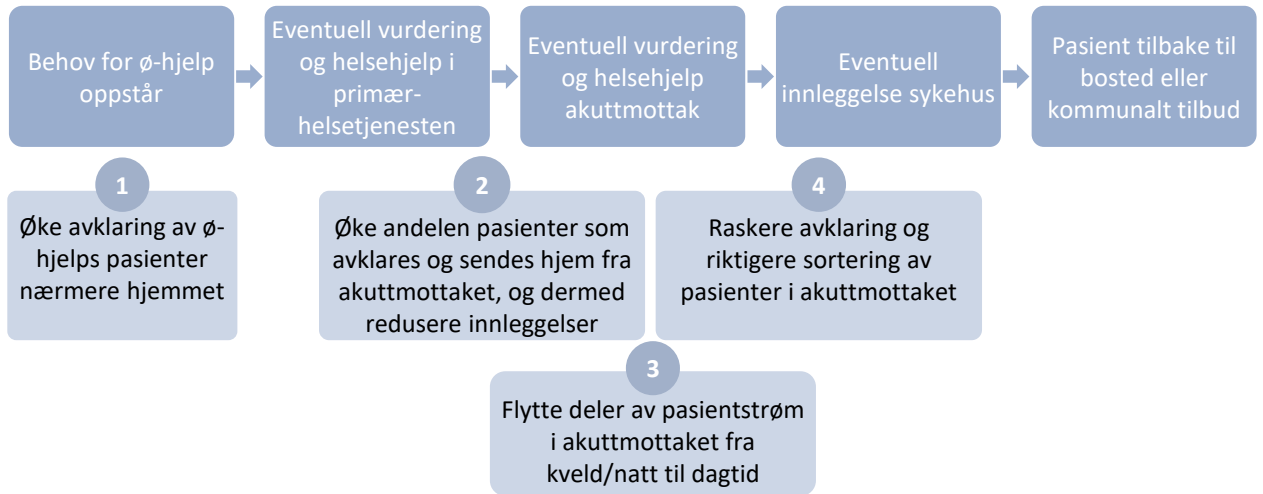 Behov for ø-hjelp
oppstår
Eventuell vurdering
og helsehjelp i
primær-
helsetjenesten
Eventuell vurdering
og helsehjelp
akuttmottak
Eventuell
innleggelse sykehus
Pasient tilbake til
bosted eller
kommunalt tilbud
1
Øke avklaring av ø-
hjelps pasienter
nærmere hjemmet
2
Øke andelen pasienter som
avklares og sendes hjem fra
akuttmottaket, og dermed
redusere innleggelser
4
Raskere avklaring og
riktigere sortering av
pasienter i akuttmottaket
3
Flytte deler av pasientstrøm
i akuttmottaket fra
kveld/natt til dagtid